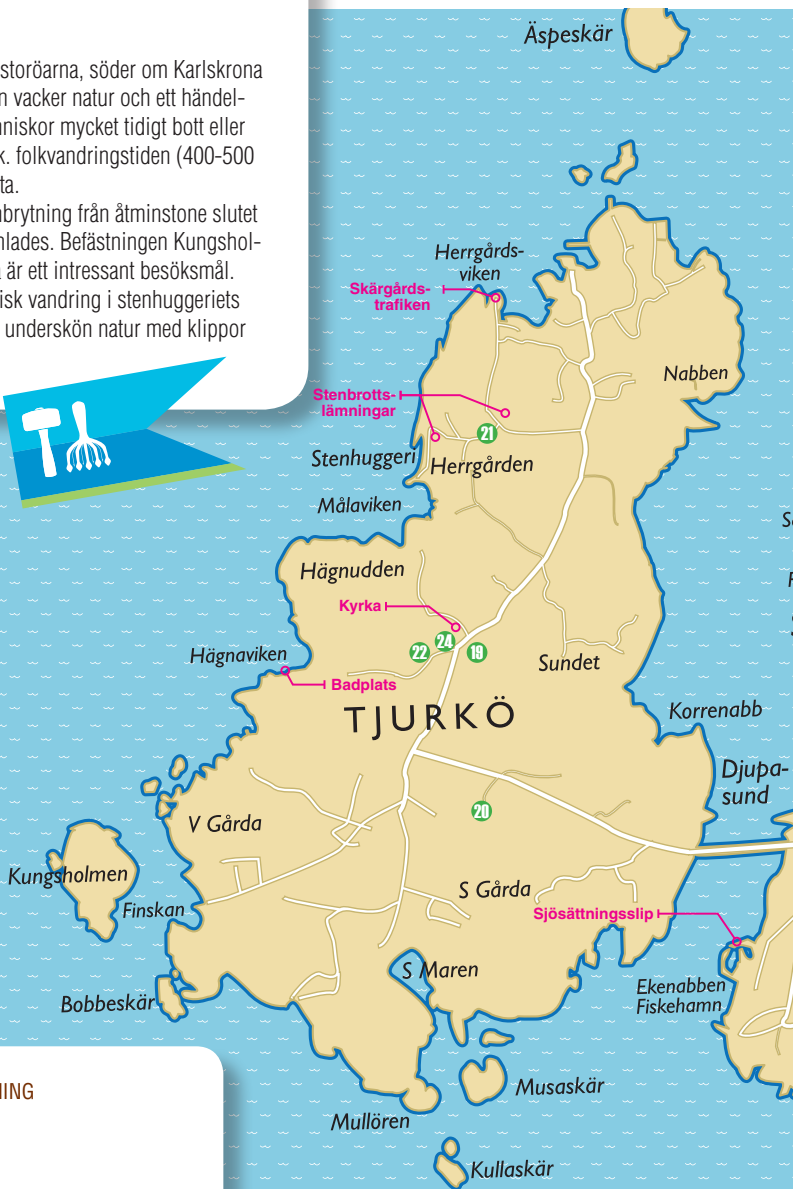 storöarna, söder om Karlskrona
n vacker natur och ett händel-
nniskor mycket tidigt bott eller
k. folkvandringstiden (400-500
ta.
nbrytning från åtminstone slutet
nlades. Befästningen Kungshol-
a är ett intressant besöksmål.
isk vandring i stenhuggeriets
underskön natur med klippor
Äspeskär
Herrgårds-
viken
Skärgårds-
trafiken
Nabben
Stenbrotts-
lämningar
21
Stenhuggeri
Herrgården
Målaviken
Hägnudden
Kyrka
22
24
19
Hägnaviken
Sundet
Badplats
TJURKÖ
Korrenabb
Djupa-
sund
20
V Gårda
Kungsholmen
S Gårda
Finskan
Sjösättningsslip
S Maren
Ekenabben
Fiskehamn
Bobbeskär
Musaskär
Mullören
Kullaskär
NING